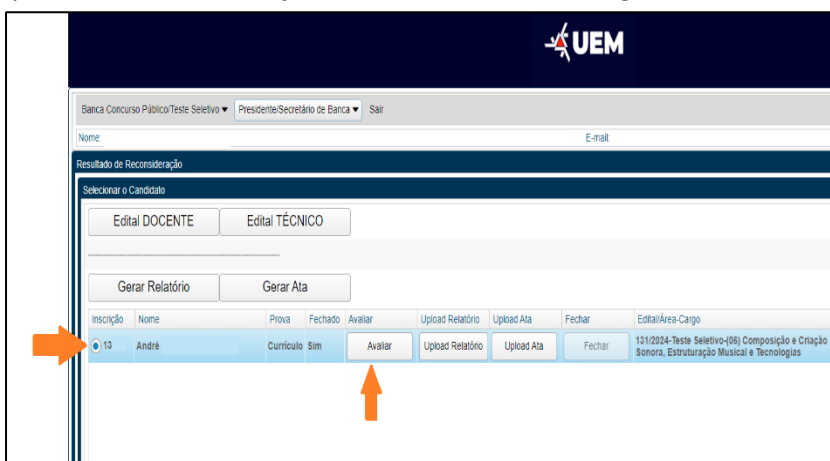 UEM
Banca Concurso Público/Teste Seletivo ▼ Presidente/Secretário de Banca ▼ Sair
Nome: E-mail:
Resultado de Reconsideração
Selecionar o Candidato
Edital DOCENTE Edital TÉCNICO
Gerar Relatório Gerar Ata
Inscrição Nome Prova Fechado Avaliar Upload Relatório Upload Ata Fechar Edital/Área-Cargo
13 André Currículo Sim Avaliar Upload Relatório Upload Ata Fechar 131/2024-Teste Seletivo-(06) Composição e Criação
Sonora, Estruturação Musical e Tecnologias